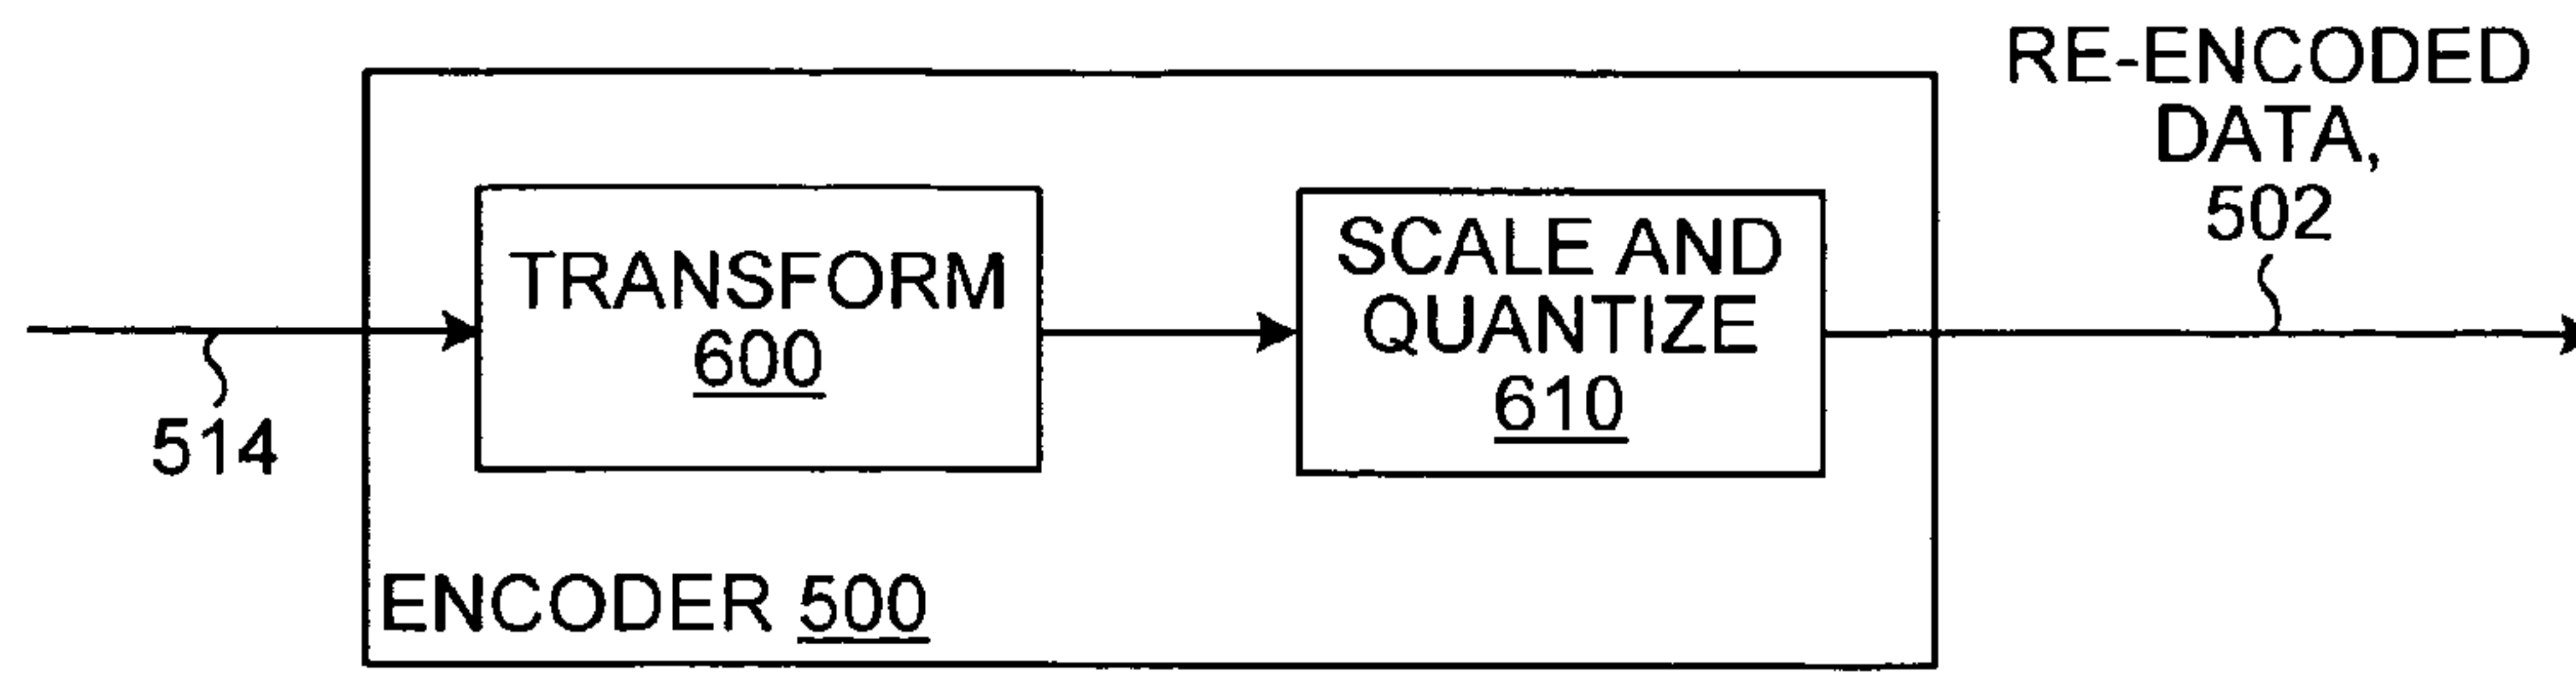 RE-ENCODED
DATA,
502
TRANSFORM
600
SCALE AND
QUANTIZE
610
514
ENCODER 500